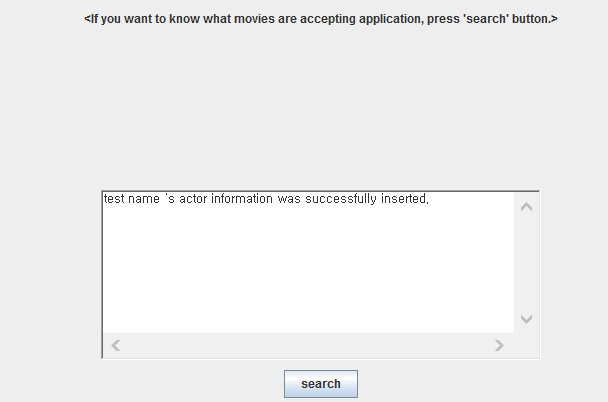 <If you want to know what movies are accepting application, press 'search' button.>
test name 's actor information was successfully inserted.
search